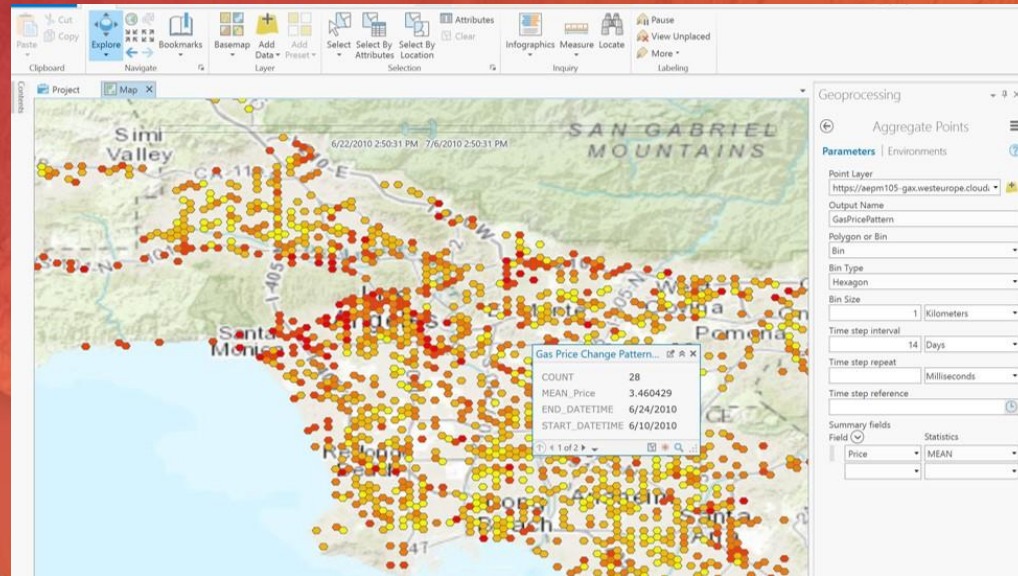 Cut
Copy
Paste
Clipboard
Explore
Bookmarks
Navigate
Basemap
Add Data
Add Preset
Layer
Select
Select By Attributes
Select By Location
Attributes
Clear
Selection
Infographics
Measure
Locate
Inquiry
Pause
View Unplaced
More
Labeling
Contents
Project
Map
6/22/2010 2:50:31 PM 7/6/2010 2:50:31 PM
Simi
Valley
SAN GABRIEL
MOUNTAINS
I-405
Santa
Monica
Pomona
Beach
Santa
Ana
47
Gas Price Change Pattern...
COUNT 28
MEAN_Price 3.460429
END_DATETIME 6/24/2010
START_DATETIME 6/10/2010
1 of 2
Geoprocessing
Aggregate Points
Parameters Environments
Point Layer
https://aepm105-gax.westeurope.cloud
Output Name
GasPricePattern
Polygon or Bin
Bin
Bin Type
Hexagon
Bin Size
1 Kilometers
Time step interval
14 Days
Time step repeat
Milliseconds
Time step reference
Summary fields
Field Statistics
Price MEAN